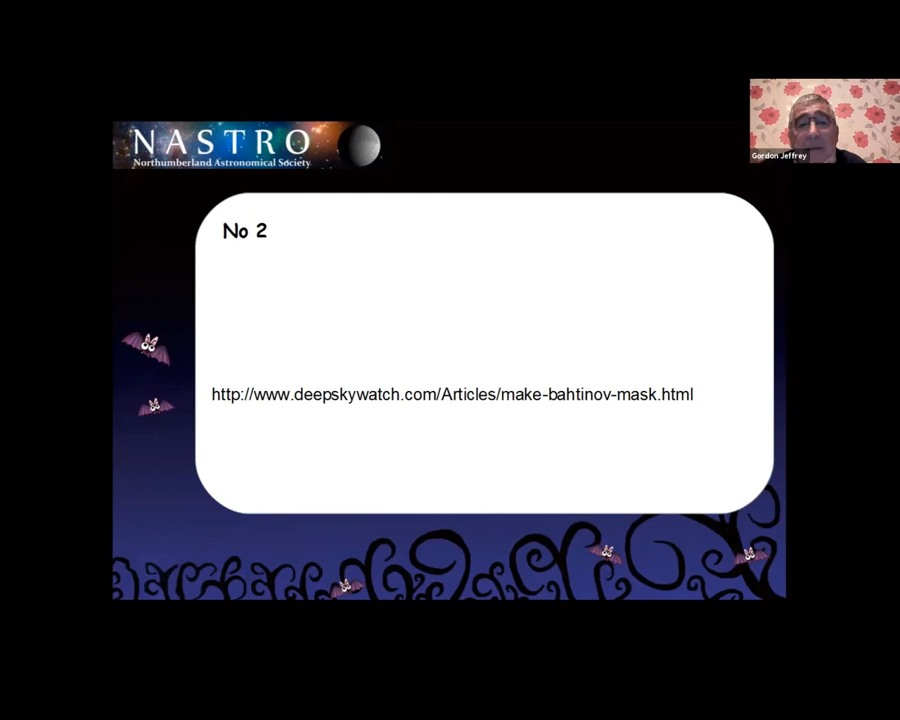 NASTRO
Northumberland Astronomical Society
Gordon Jeffrey
No 2
http://www.deepskywatch.com/Articles/make-bahtinov-mask.html